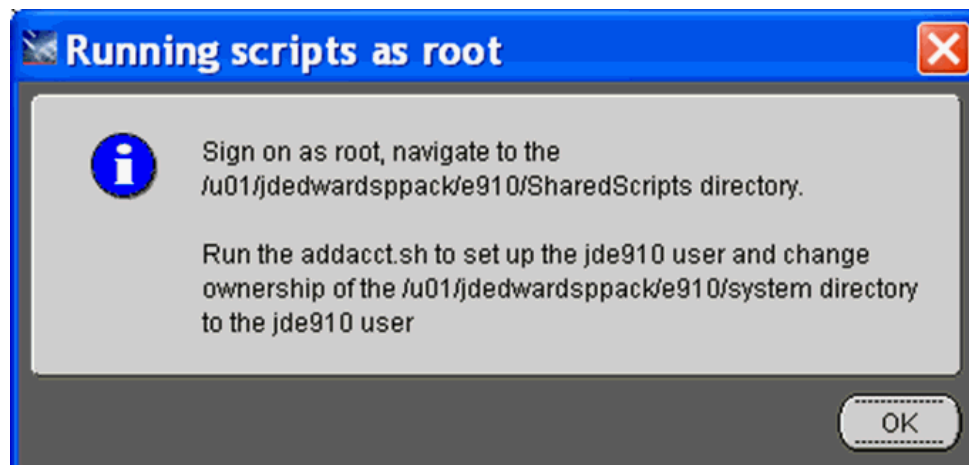 Running scripts as root
Sign on as root, navigate to the
/u01/jdedwardsppack/e910/SharedScripts directory.
Run the addacct.sh to set up the jde910 user and change
ownership of the /u01/jdedwardsppack/e910/system directory
to the jde910 user
OK